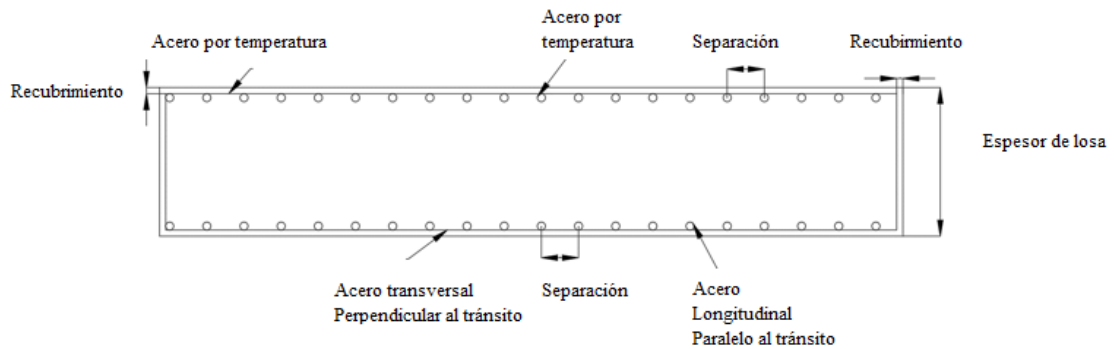 Acero por temperatura
Acero por
temperatura
Separación
Recubirmiento
Recubrimiento
Espesor de losa
Acero transversal
Perpendicular al tránsito
Separación
Acero
Longitudinal
Paralelo al tránsito